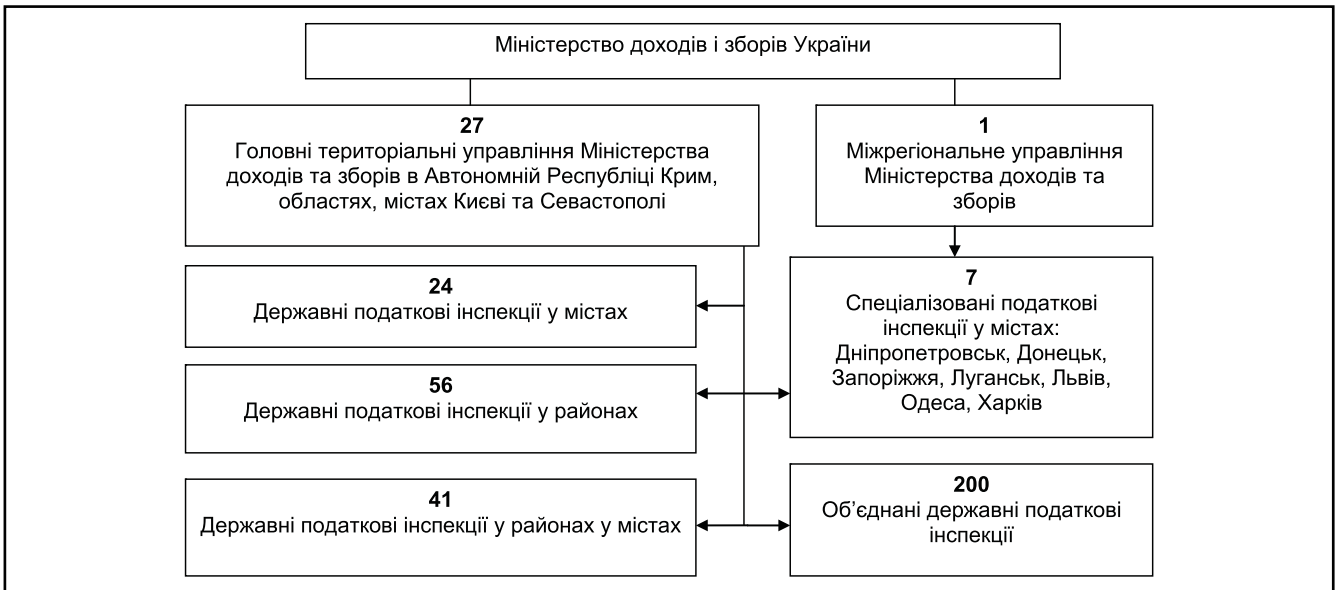 Міністерство доходів і зборів України
27
Головні територіальні управління Міністерства
доходів та зборів в Автономній Республіці Крим,
областях, містах Києві та Севастополі
1
Міжрегіональне управління
Міністерства доходів та
зборів
24
Державні податкові інспекції у містах
7
Спеціалізовані податкові
інспекції у містах:
Дніпропетровськ, Донецьк,
Запоріжжя, Луганськ, Львів,
Одеса, Харків
56
Державні податкові інспекції у районах
41
Державні податкові інспекції у районах у містах
200
Об’єднані державні податкові
інспекції